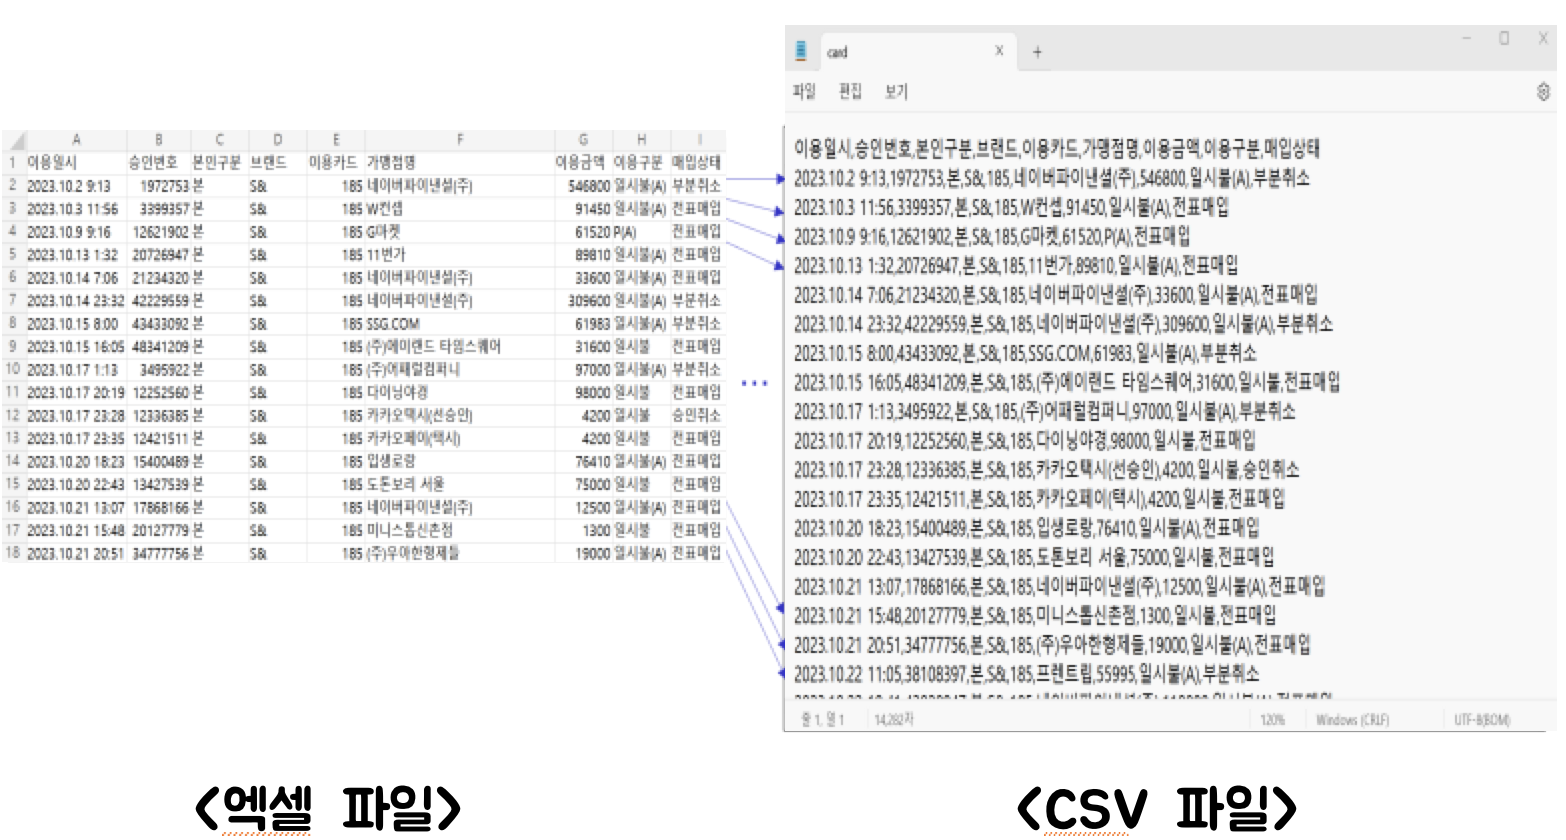 A B C D E F G H I
1 이용일시 승인번호 본인구분 브랜드 이용카드 가맹점명 이용금액 이용구분 매입상태
2 2023.10.2 9:13 1972753 본 S& 185 네이버파이낸셜(주) 546800 일시불(A) 부분취소
3 2023.10.3 11:56 3399357 본 S& 185 W컨셉 91450 일시불(A) 전표매입
4 2023.10.9 9:16 12621902 본 S& 185 G마켓 61520 P(A) 전표매입
5 2023.10.13 1:32 20726947 본 S& 185 11번가 89810 일시불(A) 전표매입
6 2023.10.14 7:06 21234320 본 S& 185 네이버파이낸셜(주) 33600 일시불(A) 전표매입
7 2023.10.14 23:32 42229559 본 S& 185 네이버파이낸셜(주) 309600 일시불(A) 부분취소
8 2023.10.15 8:00 43433092 본 S& 185 SSG.COM 61983 일시불(A) 부분취소
9 2023.10.15 16:05 48341209 본 S& 185 (주)에이랜드 타임스퀘어 31600 일시불 전표매입
10 2023.10.17 1:13 3495922 본 S& 185 (주)어패럴컴퍼니 97000 일시불(A) 부분취소
11 2023.10.17 20:19 12252560 본 S& 185 다이닝야경 98000 일시불 전표매입
12 2023.10.17 23:28 12336385 본 S& 185 카카오택시(선승인) 4200 일시불 승인취소
13 2023.10.17 23:35 12421511 본 S& 185 카카오페이(택시) 4200 일시불 전표매입
14 2023.10.20 18:23 15400489 본 S& 185 입생로랑 76410 일시불(A) 전표매입
15 2023.10.20 22:43 13427539 본 S& 185 도톤보리 서울 75000 일시불 전표매입
16 2023.10.21 13:07 17868166 본 S& 185 네이버파이낸셜(주) 12500 일시불(A) 전표매입
17 2023.10.21 15:48 20127779 본 S& 185 미니스톱신촌점 1300 일시불 전표매입
18 2023.10.21 20:51 34777756 본 S& 185 (주)우아한형제들 19000 일시불(A) 전표매입
...
card X +
파일 편집 보기
이용일시,승인번호,본인구분,브랜드,이용카드,가맹점명,이용금액,이용구분,매입상태
2023.10.2 9:13,1972753,본,S&,185,네이버파이낸셜(주),546800,일시불(A),부분취소
2023.10.3 11:56,3399357,본,S&,185,W컨셉,91450,일시불(A),전표매입
2023.10.9 9:16,12621902,본,S&,185,G마켓,61520,P(A),전표매입
2023.10.13 1:32,20726947,본,S&,185,11번가,89810,일시불(A),전표매입
2023.10.14 7:06,21234320,본,S&,185,네이버파이낸셜(주),33600,일시불(A),전표매입
2023.10.14 23:32,42229559,본,S&,185,네이버파이낸셜(주),309600,일시불(A),부분취소
2023.10.15 8:00,43433092,본,S&,185,SSG.COM,61983,일시불(A),부분취소
2023.10.15 16:05,48341209,본,S&,185,(주)에이랜드 타임스퀘어,31600,일시불,전표매입
2023.10.17 1:13,3495922,본,S&,185,(주)어패럴컴퍼니,97000,일시불(A),부분취소
2023.10.17 20:19,12252560,본,S&,185,다이닝야경,98000,일시불,전표매입
2023.10.17 23:28,12336385,본,S&,185,카카오택시(선승인),4200,일시불,승인취소
2023.10.17 23:35,12421511,본,S&,185,카카오페이(택시),4200,일시불,전표매입
2023.10.20 18:23,15400489,본,S&,185,입생로랑,76410,일시불(A),전표매입
2023.10.20 22:43,13427539,본,S&,185,도톤보리 서울,75000,일시불,전표매입
2023.10.21 13:07,17868166,본,S&,185,네이버파이낸셜(주),12500,일시불(A),전표매입
2023.10.21 15:48,20127779,본,S&,185,미니스톱신촌점,1300,일시불,전표매입
2023.10.21 20:51,34777756,본,S&,185,(주)우아한형제들,19000,일시불(A),전표매입
2023.10.22 11:05,38108397,본,S&,185,프렌트립,55995,일시불(A),부분취소
줄 1, 열 1 14,282자 120% Windows (CRLF) UTF-8(BOM)
<엑셀 파일>
<CSV 파일>